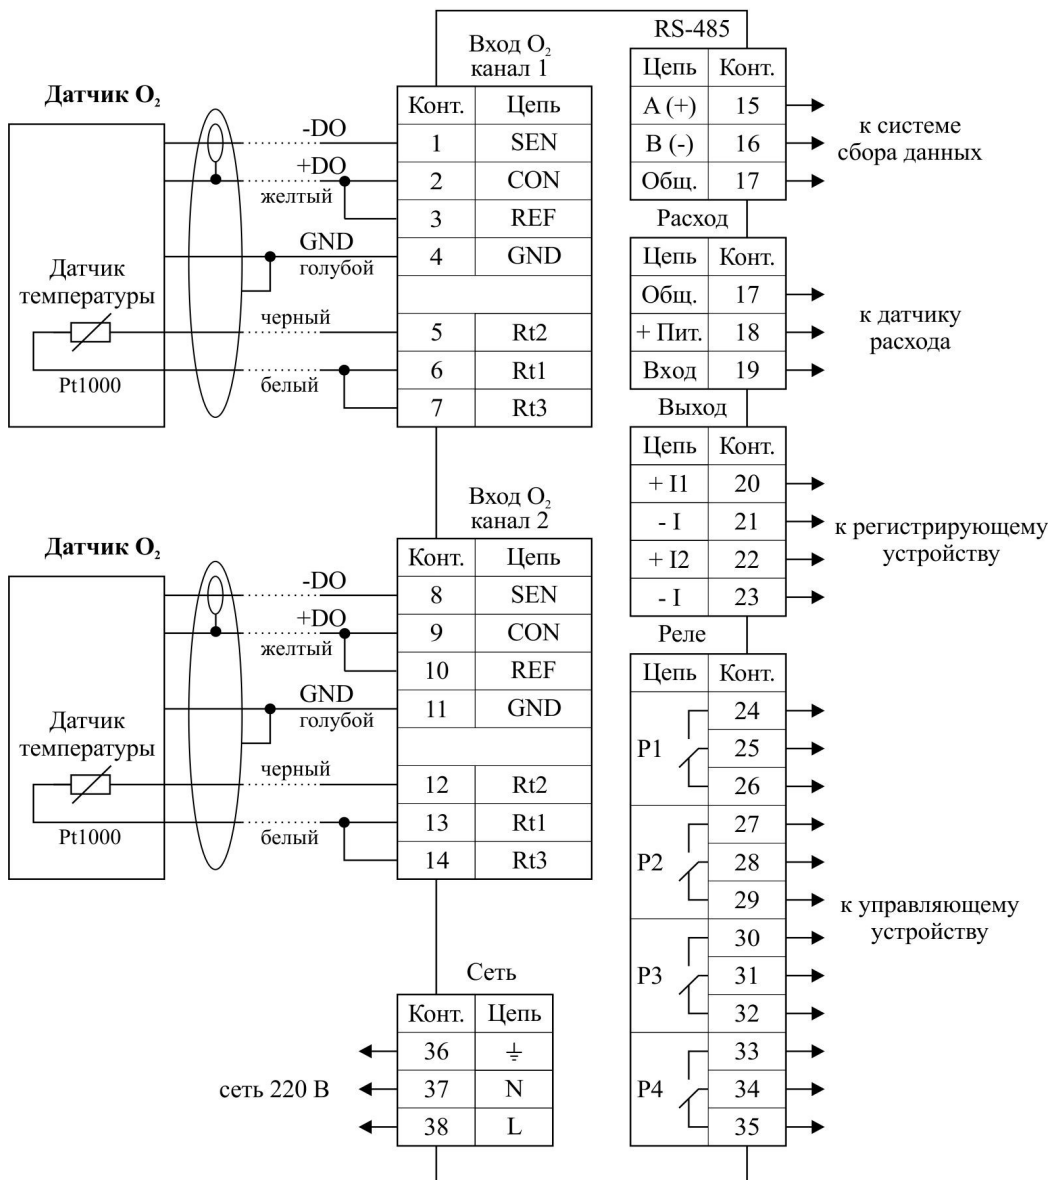 RS-485
Вход O₂
канал 1
Датчик O₂
Конт. Цепь
-DO 1 SEN
+DO 2 CON
желтый
3 REF
GND 4 GND
голубой
Датчик
температуры
черный 5 Rt2
6 Rt1
Pt1000 белый
7 Rt3
Вход O₂
канал 2
Датчик O₂
Конт. Цепь
-DO 8 SEN
+DO 9 CON
желтый
10 REF
GND 11 GND
голубой
Датчик
температуры
черный 12 Rt2
13 Rt1
Pt1000 белый
14 Rt3
Сеть
Конт. Цепь
36
сеть 220 В 37 N
38 L
Цепь Конт.
A (+) 15
B (-) 16
Общ. 17
к системе
сбора данных
Расход
Цепь Конт.
Общ. 17
+ Пит. 18
Вход 19
к датчику
расхода
Выход
Цепь Конт.
+ I1 20
- I 21
+ I2 22
- I 23
к регистрирующему
устройству
Реле
Цепь Конт.
24
P1 25
26
27
P2 28
29
30
P3 31
32
33
P4 34
35
к управляющему
устройству